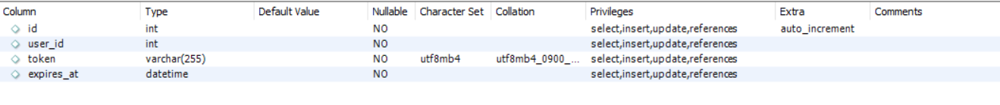 Column Type Default Value Nullable Character Set Collation Privileges Extra Comments
id int NO select,insert,update,references auto_increment
user_id int NO select,insert,update,references
token varchar(255) NO utf8mb4 utf8mb4_0900_... select,insert,update,references
expires_at datetime NO select,insert,update,references